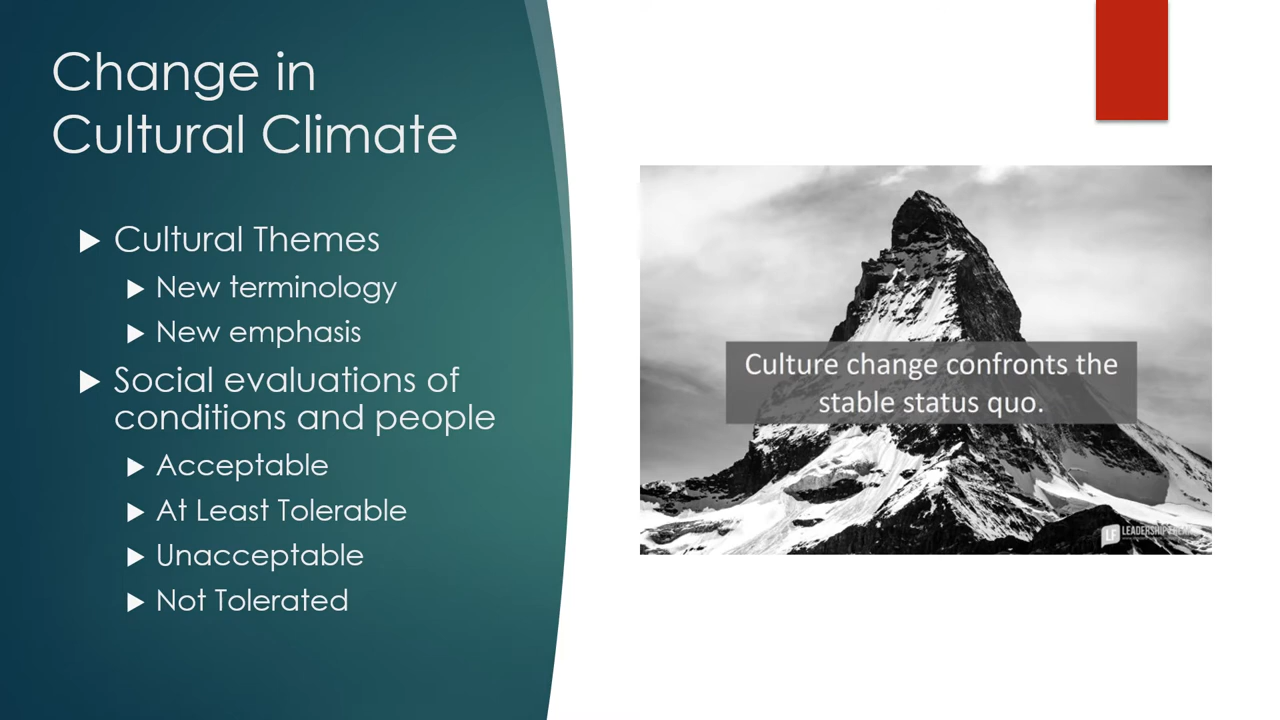 Change in
Cultural Climate
Cultural Themes
New terminology
New emphasis
Social evaluations of
conditions and people
Acceptable
At Least Tolerable
Unacceptable
Not Tolerated
Culture change confronts the
stable status quo.
LF